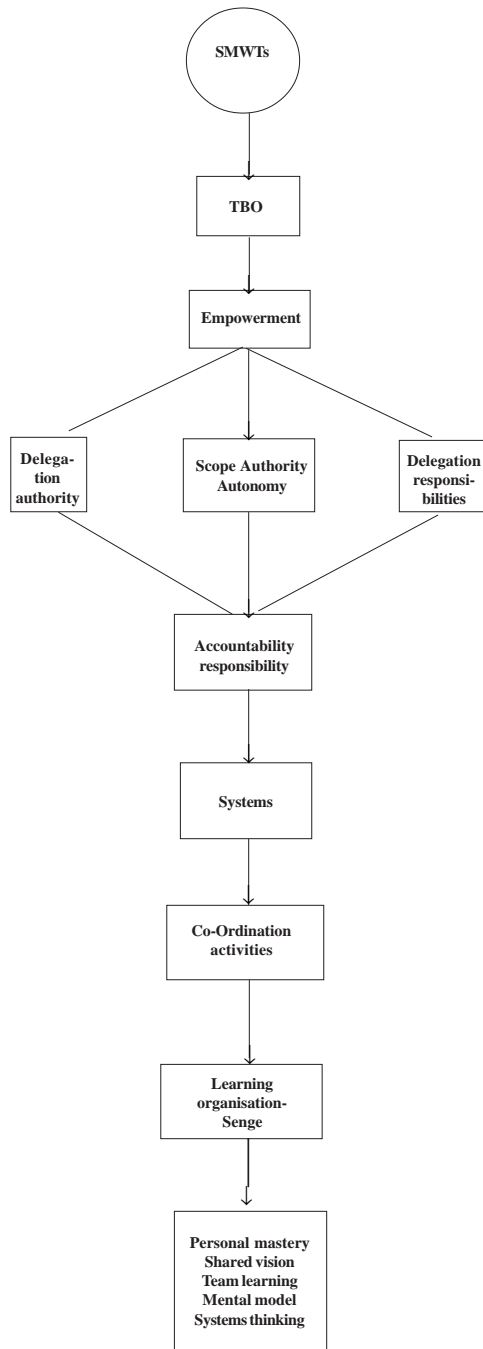 SMWTs
TBO
Empowerment
Delega-
tion
authority
Scope Authority
Autonomy
Delegation
responsi-
bilities
Accountability
responsibility
Systems
Co-Ordination
activities
Learning
organisation-
Senge
Personal mastery
Shared vision
Team learning
Mental model
Systems thinking